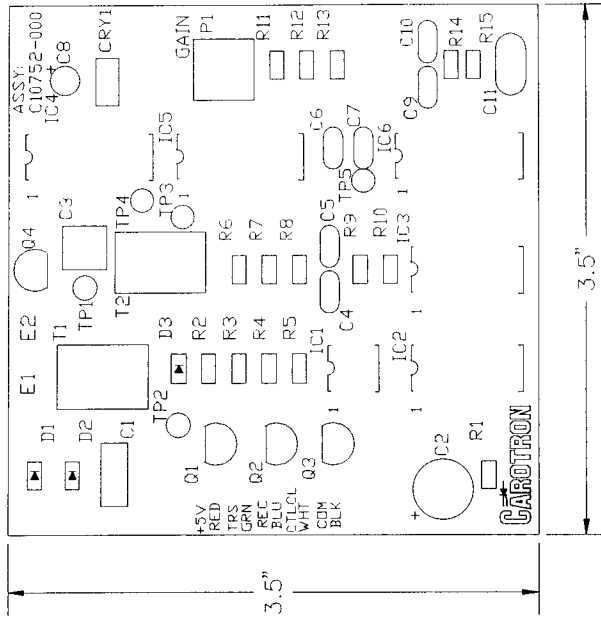 ASSY:
C10752-000
IC4
1
C8
+
CRY1
GAIN
P1
R11
R12
R13
C10
R14
R15
C9
C11
Q4
C3
TP4
TP3
IC5
1
C6
C7
TP5
IC6
1
E1
E2
T1
TP1
T2
R6
R7
R8
C5
C4
R9
R10
IC3
1
D1
D2
C1
TP2
D3
R2
R3
R4
R5
IC1
1
IC2
1
Q1
Q2
Q3
+5V
RED
TRS
GRN
REC
BLU
CTLCL
WHT
COM
BLK
+
C2
R1
CAROTRON
3.5"
3.5"